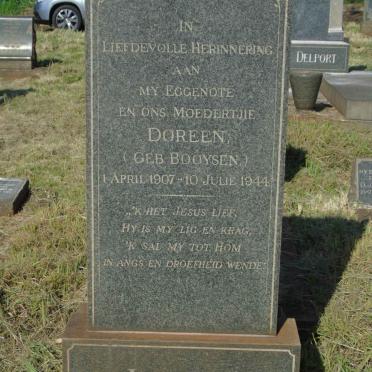 IN
LIEFDEVOLLE HERINNERING
AAN
MY EGGENOTE
EN ONS MOEDERTJIE
DOREEN,
(GEB BOOYSEN.)
1 APRIL 1907 - 10 JULIE 1944
„'K HET JESUS LIEF,
HY IS MY LIG EN KRAG,
'K SAL MY TOT HOM
IN ANGS EN DROEFHEID WENDE"
DELPORT